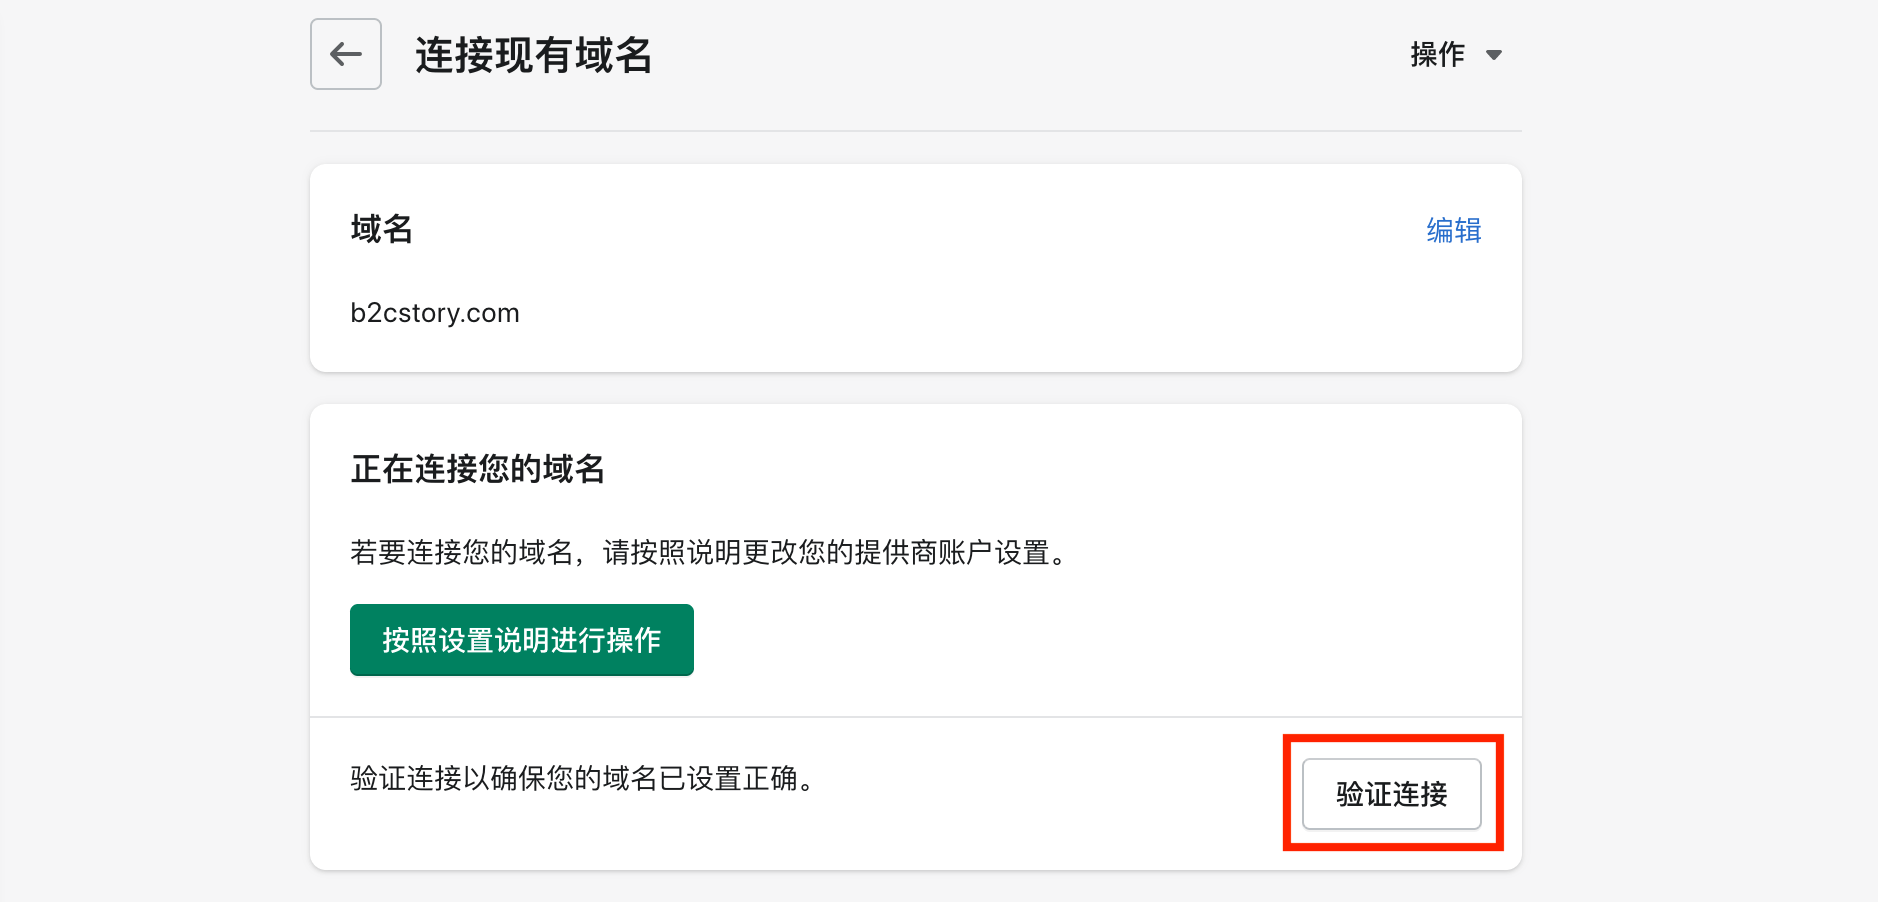 连接现有域名
操作
域名
编辑
b2cstory.com
正在连接您的域名
若要连接您的域名，请按照说明更改您的提供商账户设置。
按照设置说明进行操作
验证连接以确保您的域名已设置正确。
验证连接